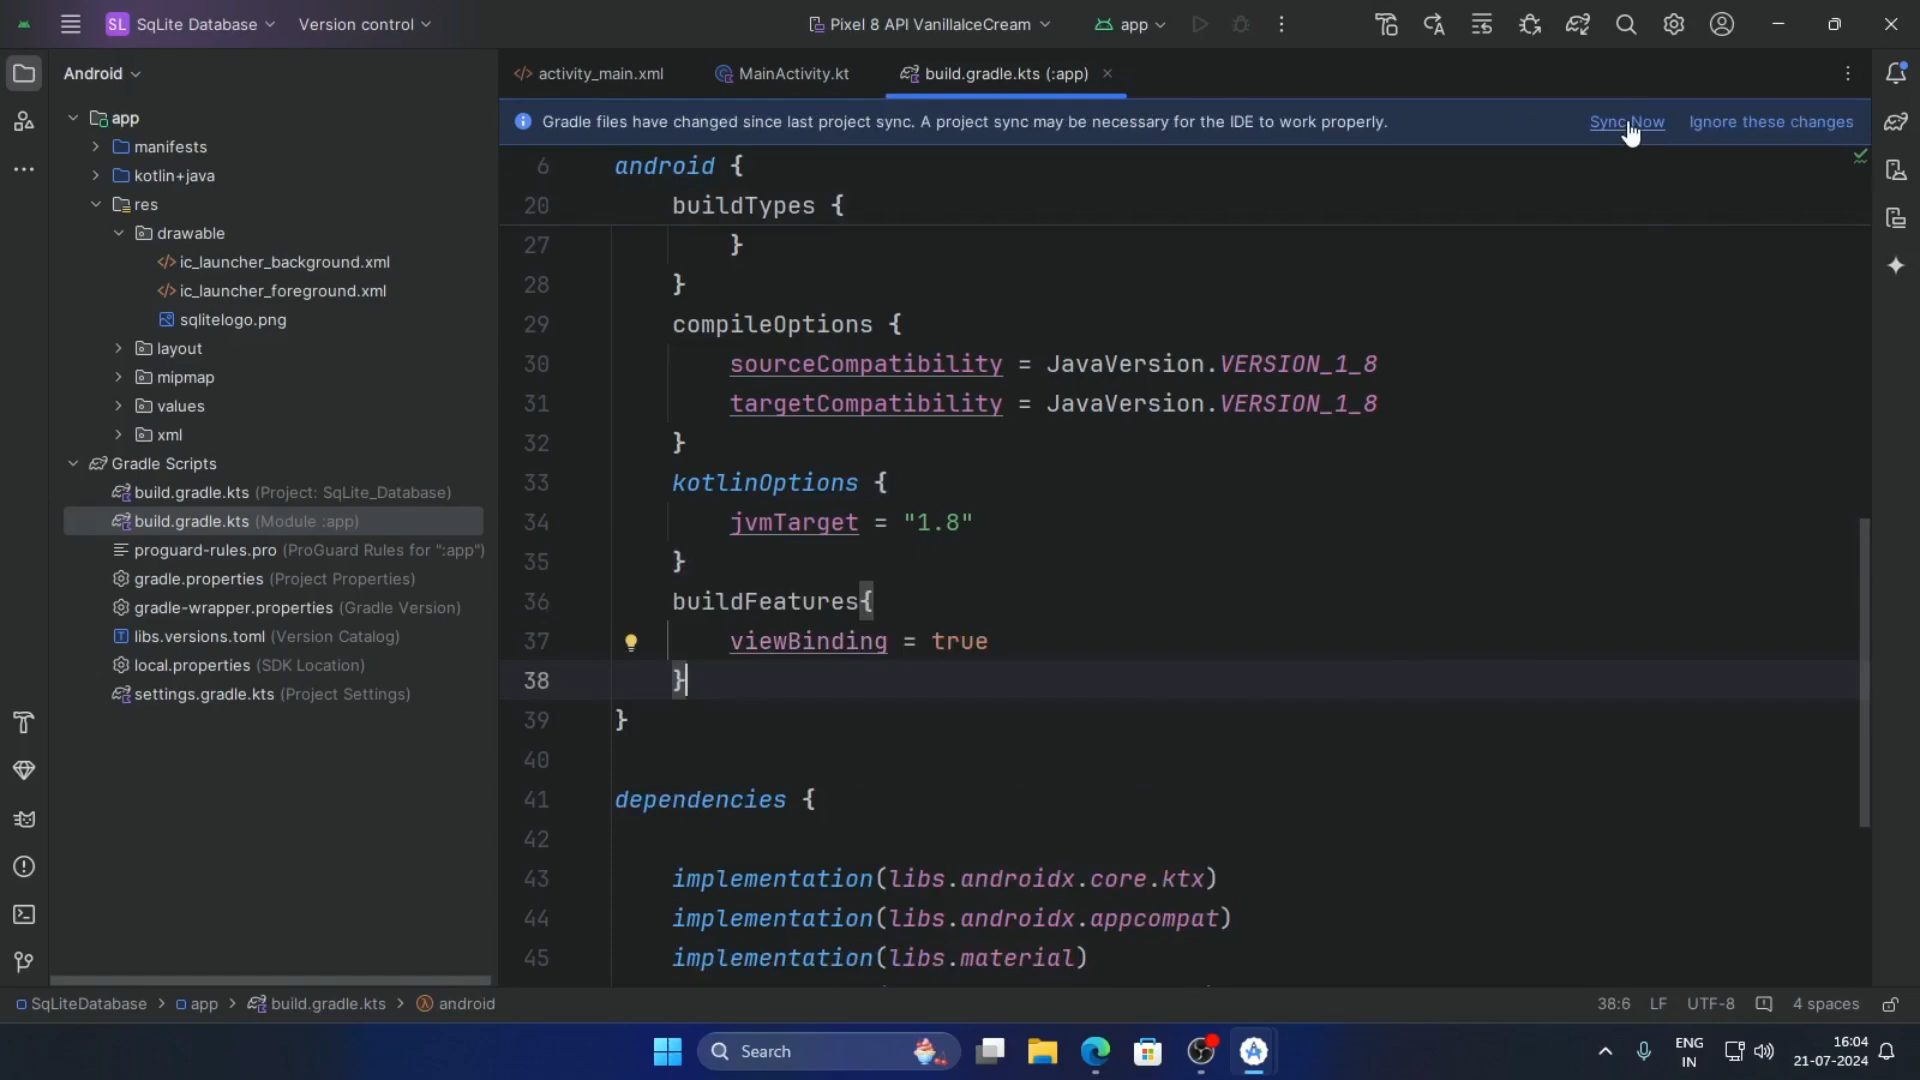 SL SqLite Database Version control Pixel 8 API VanillaIceCream app
Android
activity_main.xml MainActivity.kt build.gradle.kts (:app)
Gradle files have changed since last project sync. A project sync may be necessary for the IDE to work properly. Sync Now Ignore these changes
app
manifests
kotlin+java
res
drawable
ic_launcher_background.xml
ic_launcher_foreground.xml
sqlitelogo.png
layout
mipmap
values
xml
Gradle Scripts
build.gradle.kts (Project: SqLite_Database)
build.gradle.kts (Module :app)
proguard-rules.pro (ProGuard Rules for ":app")
gradle.properties (Project Properties)
gradle-wrapper.properties (Gradle Version)
libs.versions.toml (Version Catalog)
local.properties (SDK Location)
settings.gradle.kts (Project Settings)
6 android {
20 buildTypes {
27 }
28 }
29 compileOptions {
30 sourceCompatibility = JavaVersion.VERSION_1_8
31 targetCompatibility = JavaVersion.VERSION_1_8
32 }
33 kotlinOptions {
34 jvmTarget = "1.8"
35 }
36 buildFeatures{
37 viewBinding = true
38 }
39 }
40
41 dependencies {
42
43 implementation(libs.androidx.core.ktx)
44 implementation(libs.androidx.appcompat)
45 implementation(libs.material)
SqLiteDatabase > app > build.gradle.kts > android 38:6 LF UTF-8 4 spaces
Search
ENG
IN
16:04
21-07-2024